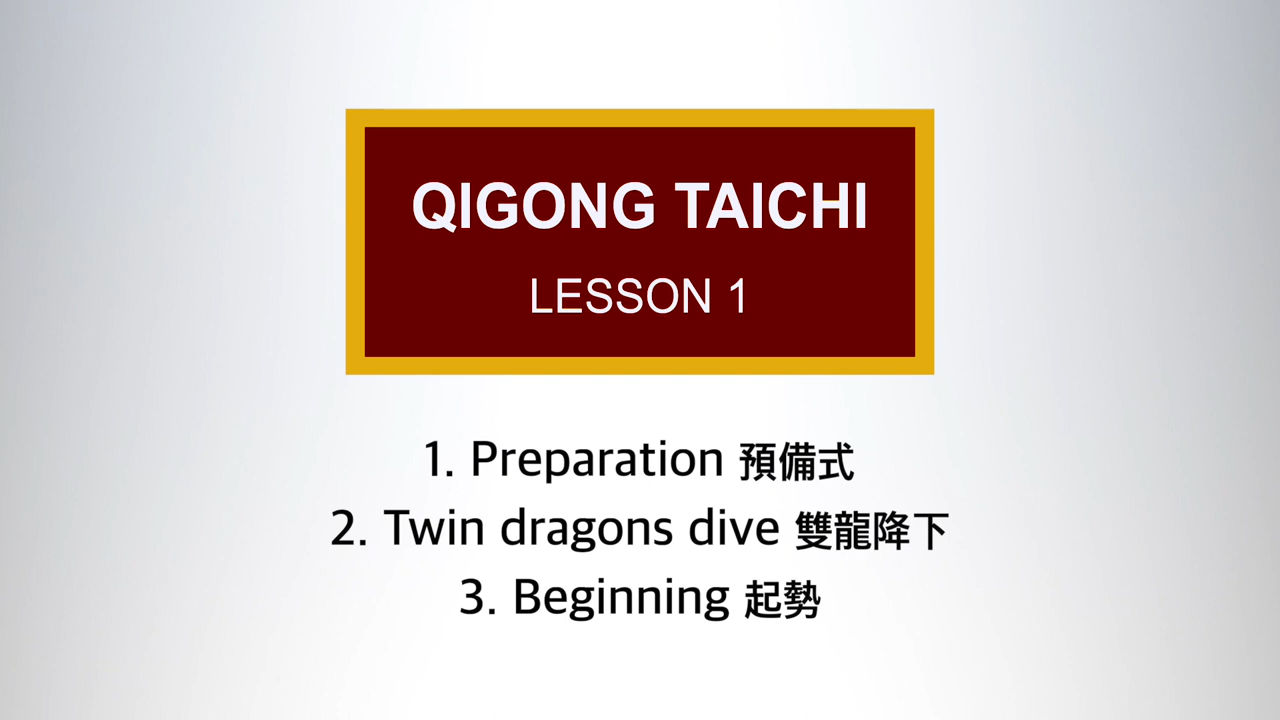 QIGONG TAICHI
LESSON 1
1. Preparation 預備式
2. Twin dragons dive 雙龍降下
3. Beginning 起勢